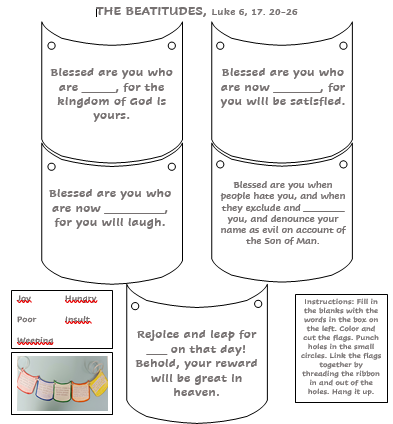 THE BEATITUDES, Luke 6, 17. 20-26
Blessed are you who
are _____, for the
kingdom of God is
yours.
Blessed are you who
are now _______, for
you will be satisfied.
Blessed are you who
are now _________,
for you will laugh.
Blessed are you when
people hate you, and when
they exclude and _______
you, and denounce your
name as evil on account of
the Son of Man.
Joy Hungry
Poor Insult
Weeping
Rejoice and leap for
___ on that day!
Behold, your reward
will be great in
heaven.
Instructions: Fill in
the blanks with the
words in the box on
the left. Color and
cut the flags. Punch
holes in the small
circles. Link the flags
together by
threading the ribbon
in and out of the
holes. Hang it up.